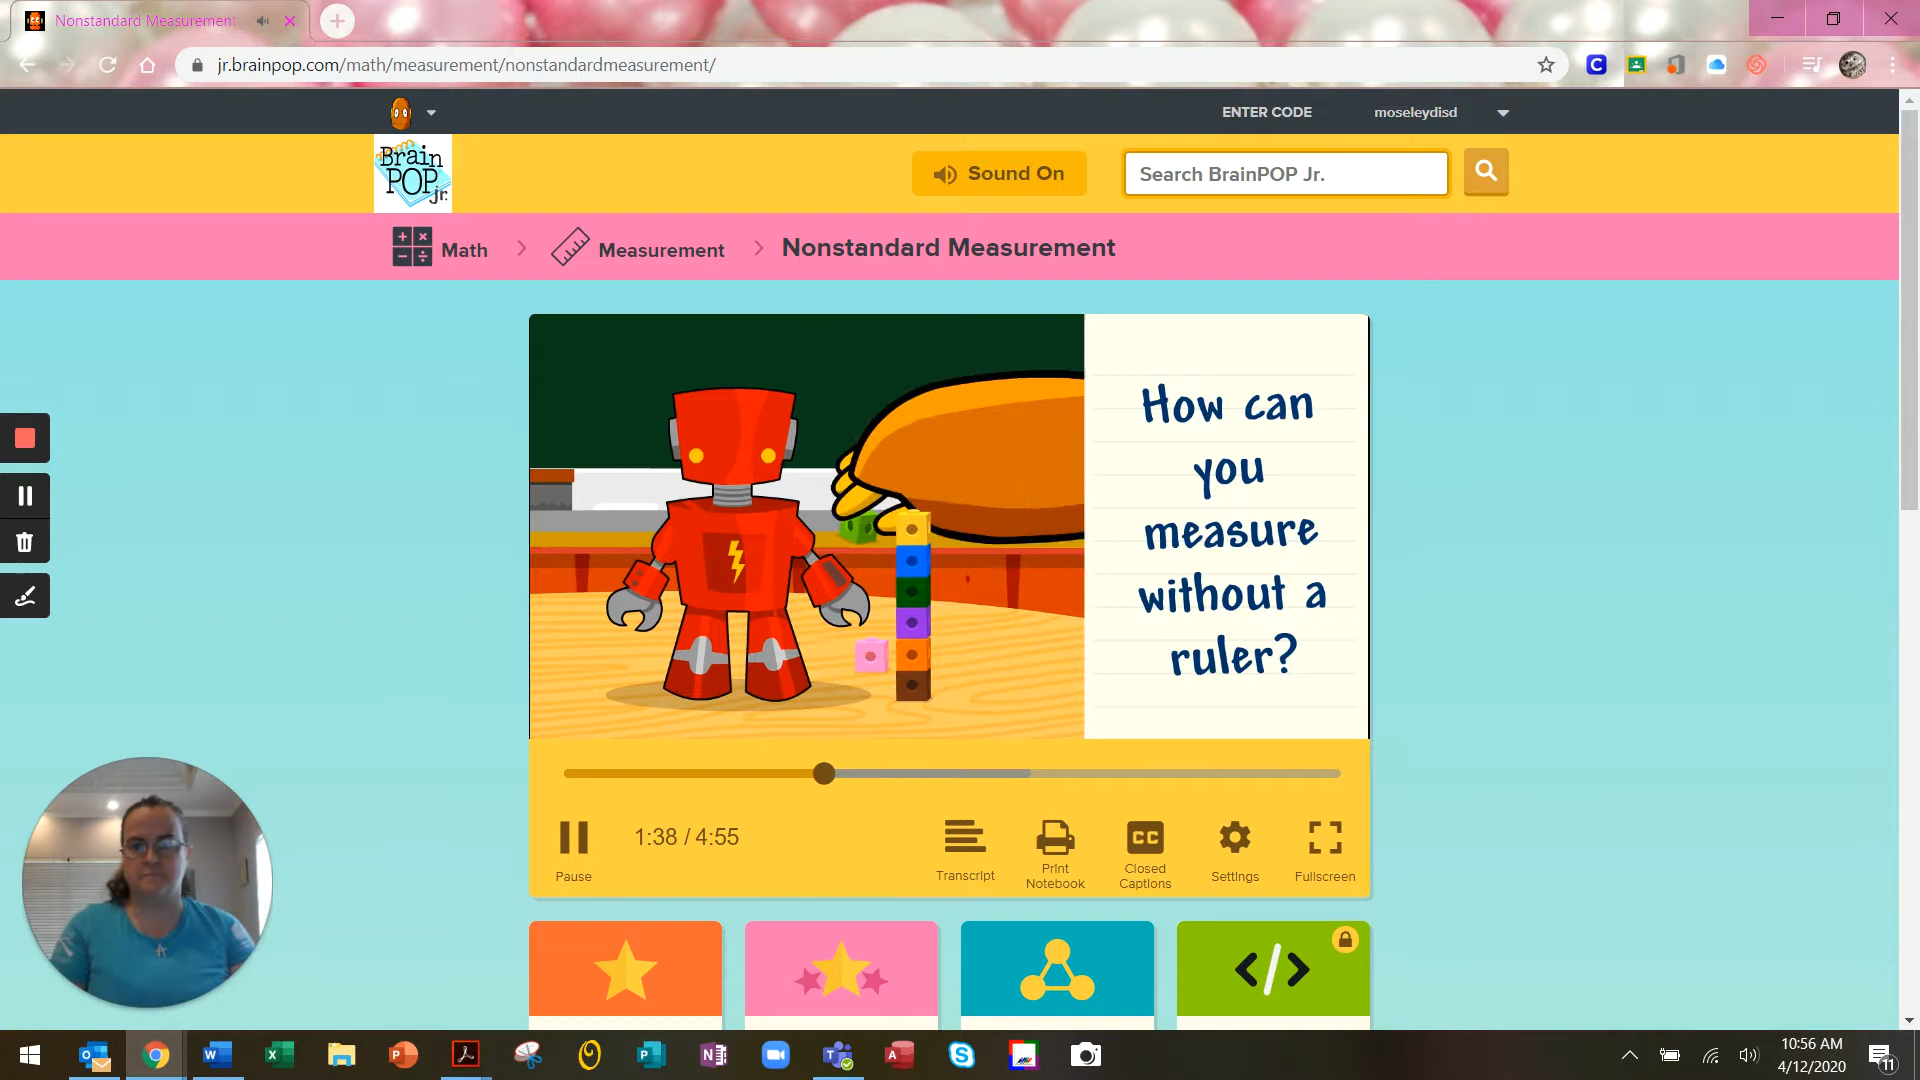 Nonstandard Measurement
jr.brainpop.com/math/measurement/nonstandardmeasurement/
ENTER CODE
moseleydisd
Brain
POP
jr.
Sound On
Search BrainPOP Jr.
Math
Measurement
Nonstandard Measurement
How can
you
measure
without a
ruler?
1:38 / 4:55
Pause
Transcript
Print
Notebook
CC
Closed
Captions
Settings
Fullscreen
10:56 AM
4/12/2020
11